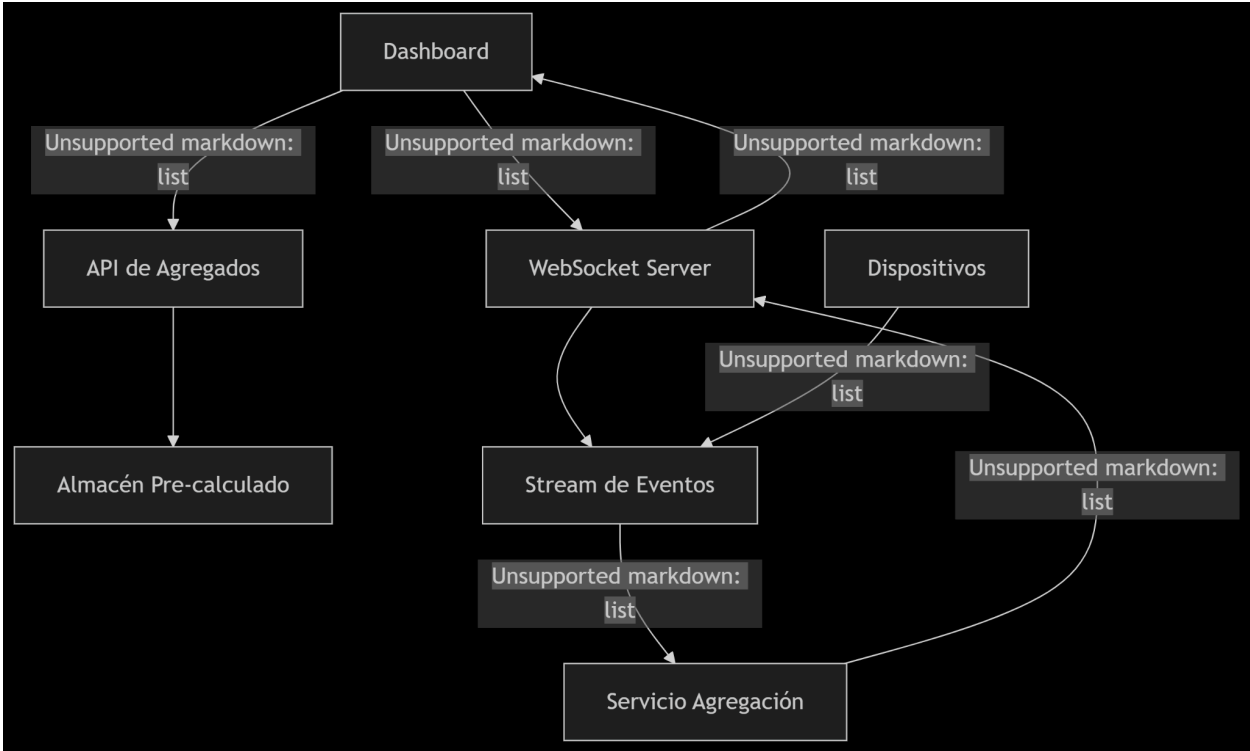 Dashboard
Unsupported markdown:
list
Unsupported markdown:
list
Unsupported markdown:
list
API de Agregados
WebSocket Server
Dispositivos
Unsupported markdown:
list
Almacén Pre-calculado
Stream de Eventos
Unsupported markdown:
list
Unsupported markdown:
list
Servicio Agregación